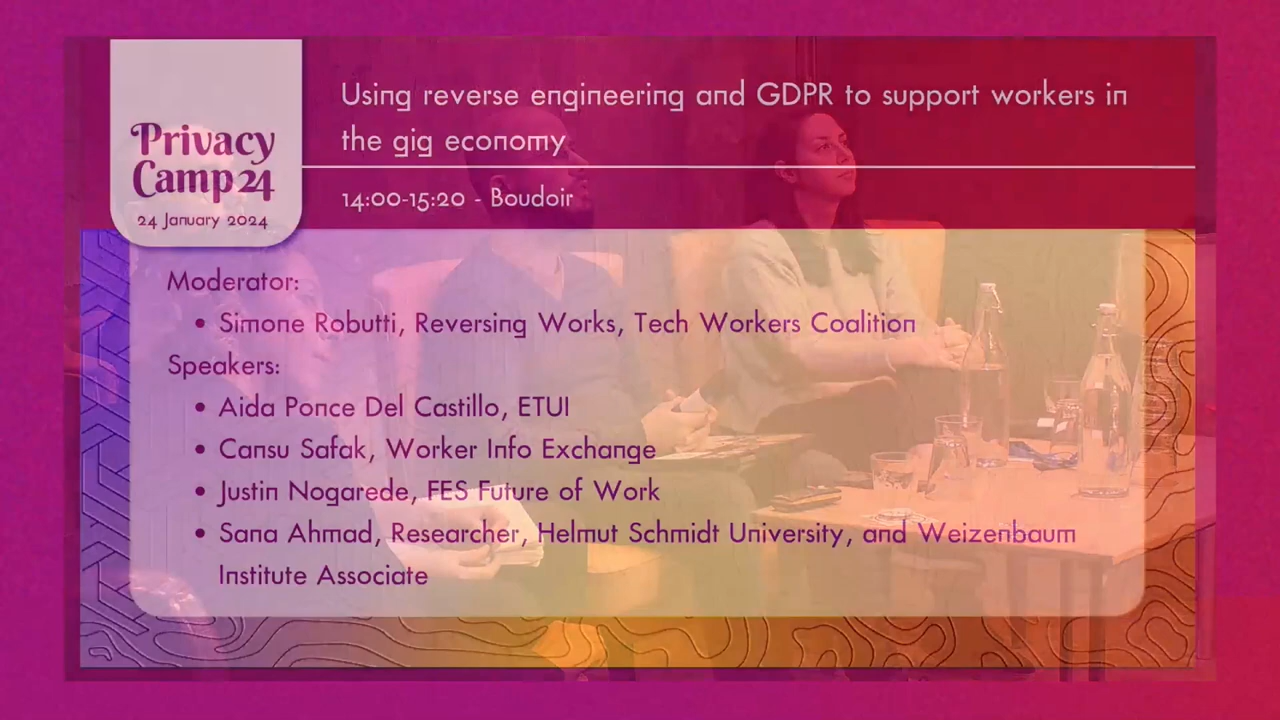 Privacy
Camp24
24 January 2024
Using reverse engineering and GDPR to support workers in
the gig economy
14:00-15:20 - Boudoir
Moderator:
• Simone Robutti, Reversing Works, Tech Workers Coalition
Speakers:
• Aida Ponce Del Castillo, ETUI
• Cansu Safak, Worker Info Exchange
• Justin Nogarede, FES Future of Work
• Sana Ahmad, Researcher, Helmut Schmidt University, and Weizenbaum
Institute Associate